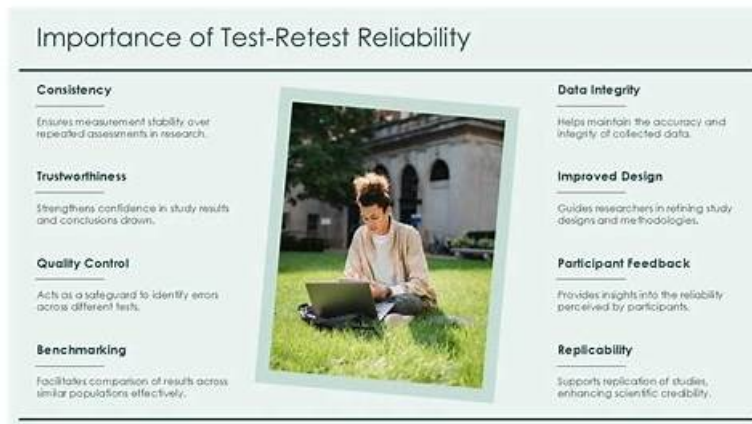 Importance of Test-Retest Reliability
Consistency
Ensures measurement stability over
repeated assessments in research.
Trustworthiness
Strengthens confidence in study results
and conclusions drawn.
Quality Control
Acts as a safeguard to identify errors
across different tests.
Benchmarking
Facilitates comparison of results across
similar populations effectively.
Data Integrity
Helps maintain the accuracy and
integrity of collected data.
Improved Design
Guides researchers in refining study
designs and methodologies.
Participant Feedback
Provides insights into the reliability
perceived by participants.
Replicability
Supports replication of studies,
enhancing scientific credibility.